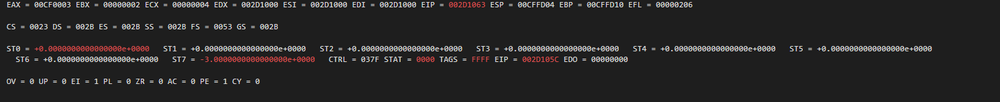 EAX = 00CF0003 EBX = 00000002 ECX = 00000004 EDX = 002D1000 ESI = 002D1000 EDI = 002D1000 EIP = 002D1063 ESP = 00CFFD04 EBP = 00CFFD10 EFL = 00000206
CS = 0023 DS = 002B ES = 002B SS = 002B FS = 0053 GS = 002B
ST0 = +0.0000000000000000e+0000 ST1 = +0.0000000000000000e+0000 ST2 = +0.0000000000000000e+0000 ST3 = +0.0000000000000000e+0000 ST4 = +0.0000000000000000e+0000 ST5 = +0.0000000000000000e+0000
ST6 = +0.0000000000000000e+0000 ST7 = -3.0000000000000000e+0000 CTRL = 037F STAT = 0000 TAGS = FFFF EIP = 002D105C EDO = 00000000
OV = 0 UP = 0 EI = 1 PL = 0 ZR = 0 AC = 0 PE = 1 CY = 0